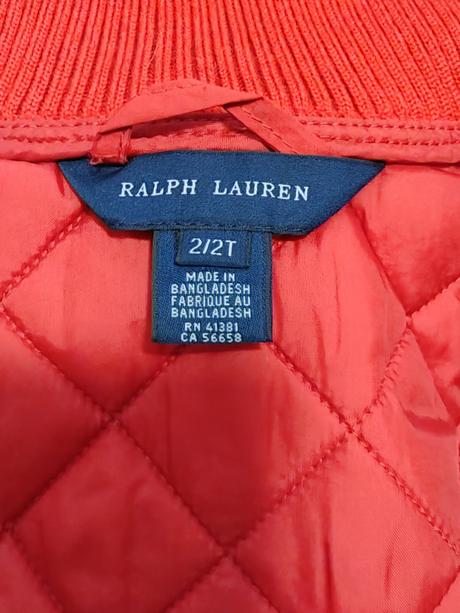 RALPH LAUREN
2/2T
MADE IN
BANGLADESH
FABRIQUE AU
BANGLADESH
RN 41381
CA 56658